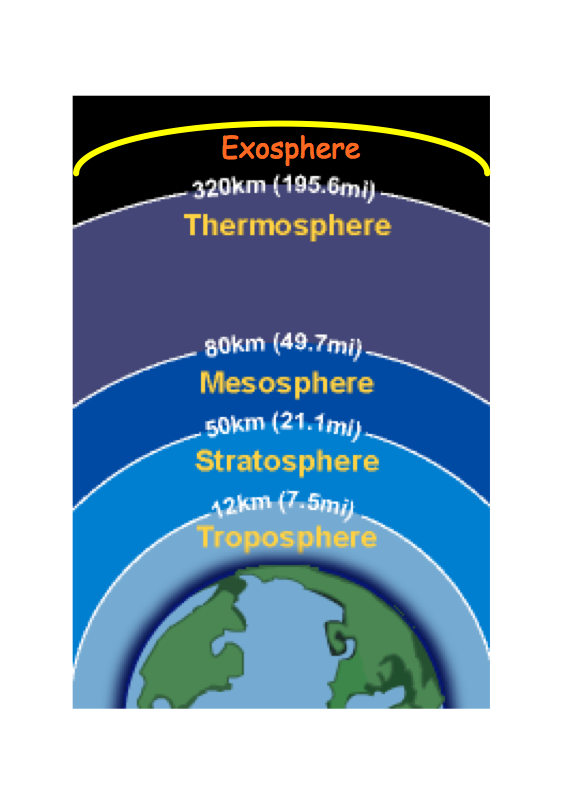 Exosphere
320km (195.6mi)
Thermosphere
80km (49.7mi)
Mesosphere
50km (21.1mi)
Stratosphere
12km (7.5mi)
Troposphere